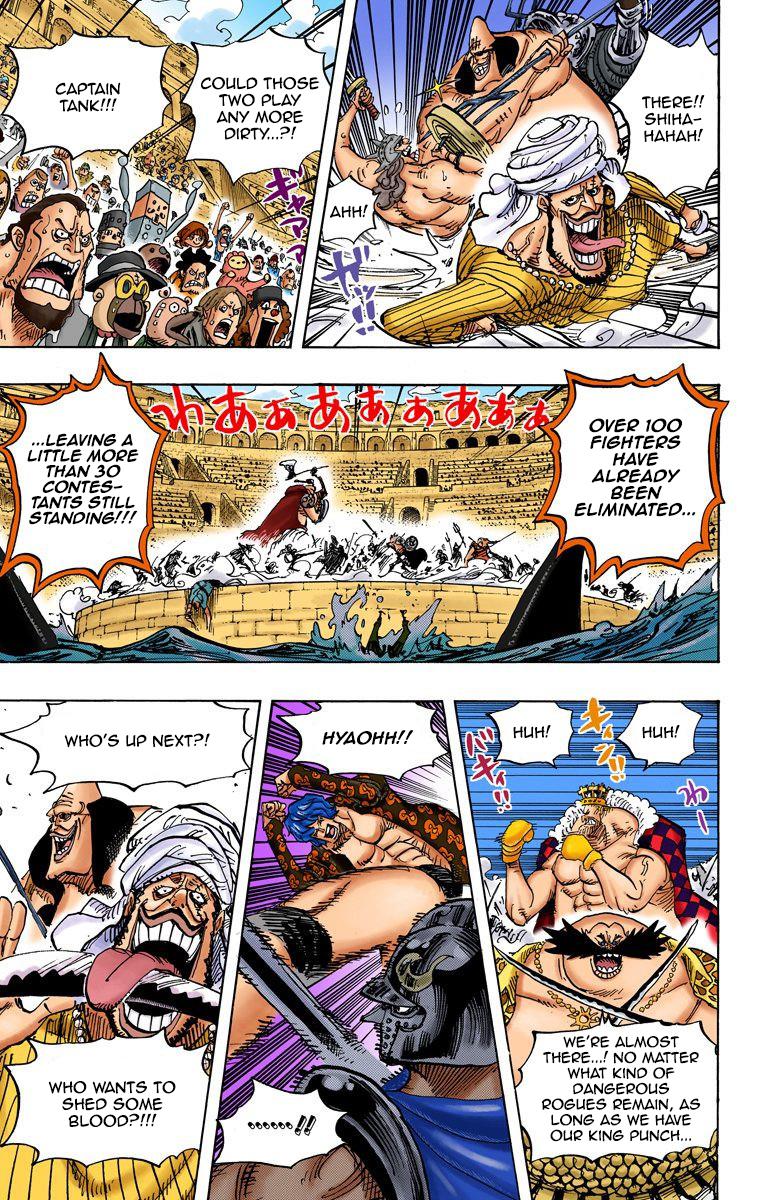 THERE!!
SHIHA-
HAHAH!
AHH!
ガッ!!
COULD THOSE
TWO PLAY
ANY MORE
DIRTY...?!
CAPTAIN
TANK!!!
ギャアアア
OVER 100
FIGHTERS
HAVE
ALREADY
BEEN
ELIMINATED...
わあぁあぁぁあぁぁ
...LEAVING A
LITTLE MORE
THAN 30
CONTES-
TANTS STILL
STANDING!!!
HUH!
HUH!
キィン!!
バキィ!!
わー
WE'RE ALMOST
THERE...! NO MATTER
WHAT KIND OF
DANGEROUS
ROGUES REMAIN, AS
LONG AS WE HAVE
OUR KING PUNCH...
HYAOHH!!
......!!
WHO'S UP NEXT?!
WHO WANTS TO
SHED SOME
BLOOD?!!!